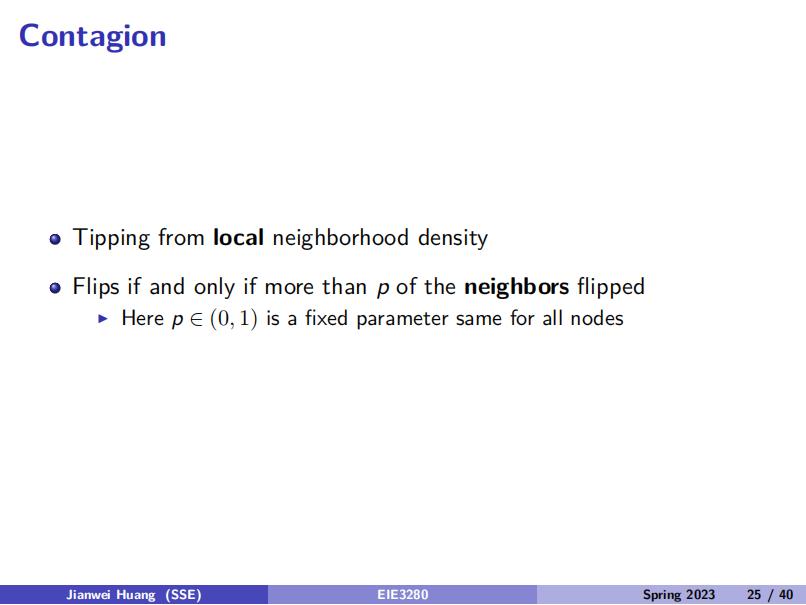 Contagion
Tipping from local neighborhood density
Flips if and only if more than p of the neighbors flipped
Here p ∈ (0, 1) is a fixed parameter same for all nodes
Jianwei Huang (SSE) EIE3280 Spring 2023 25 / 40